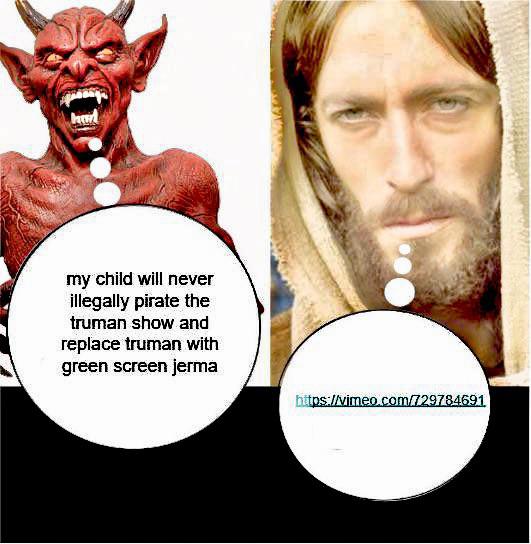 my child will never
illegally pirate the
truman show and
replace truman with
green screen jerma
https://vimeo.com/729784691